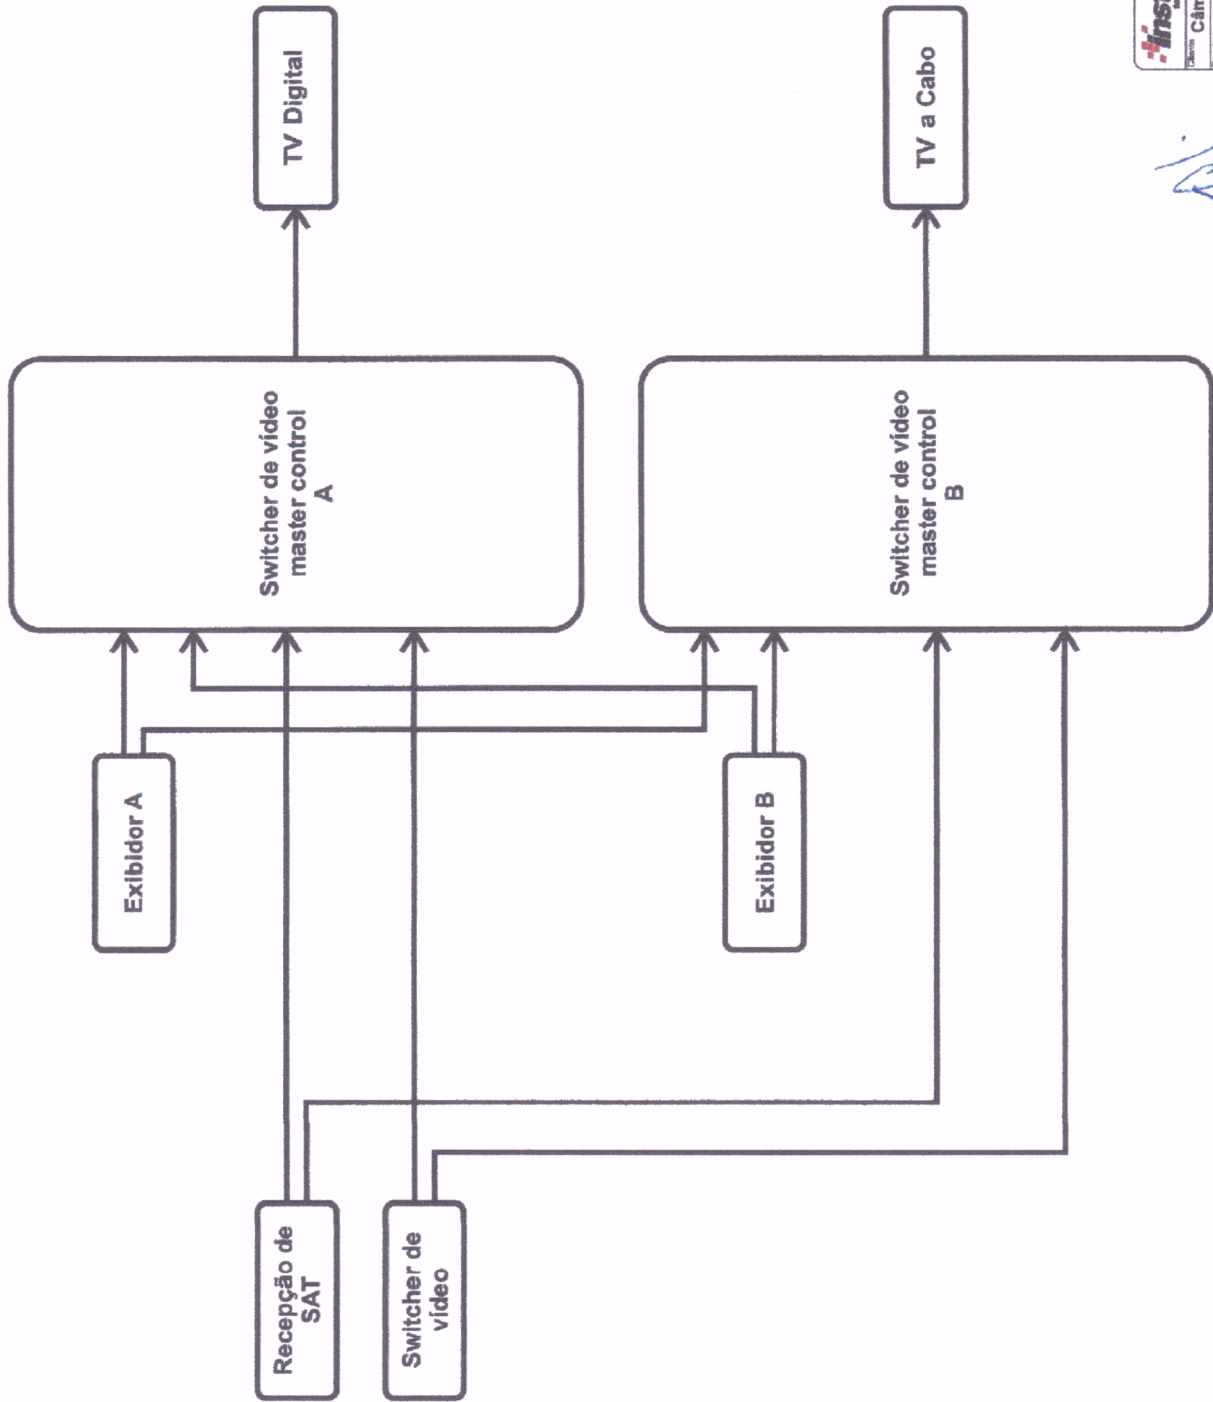 Recepção de
SAT
Switcher de
vídeo
Exibidor A
Exibidor B
Switcher de vídeo
master control
A
Switcher de vídeo
master control
B
TV Digital
TV a Cabo
Cliente